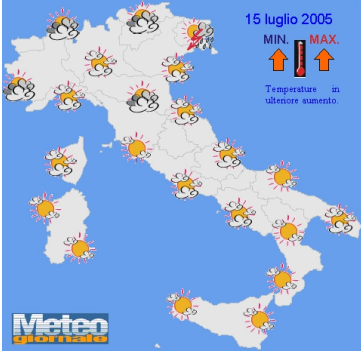 15 luglio 2005
MIN. MAX.
Temperature in
ulteriore aumento.
Meteo
giornale